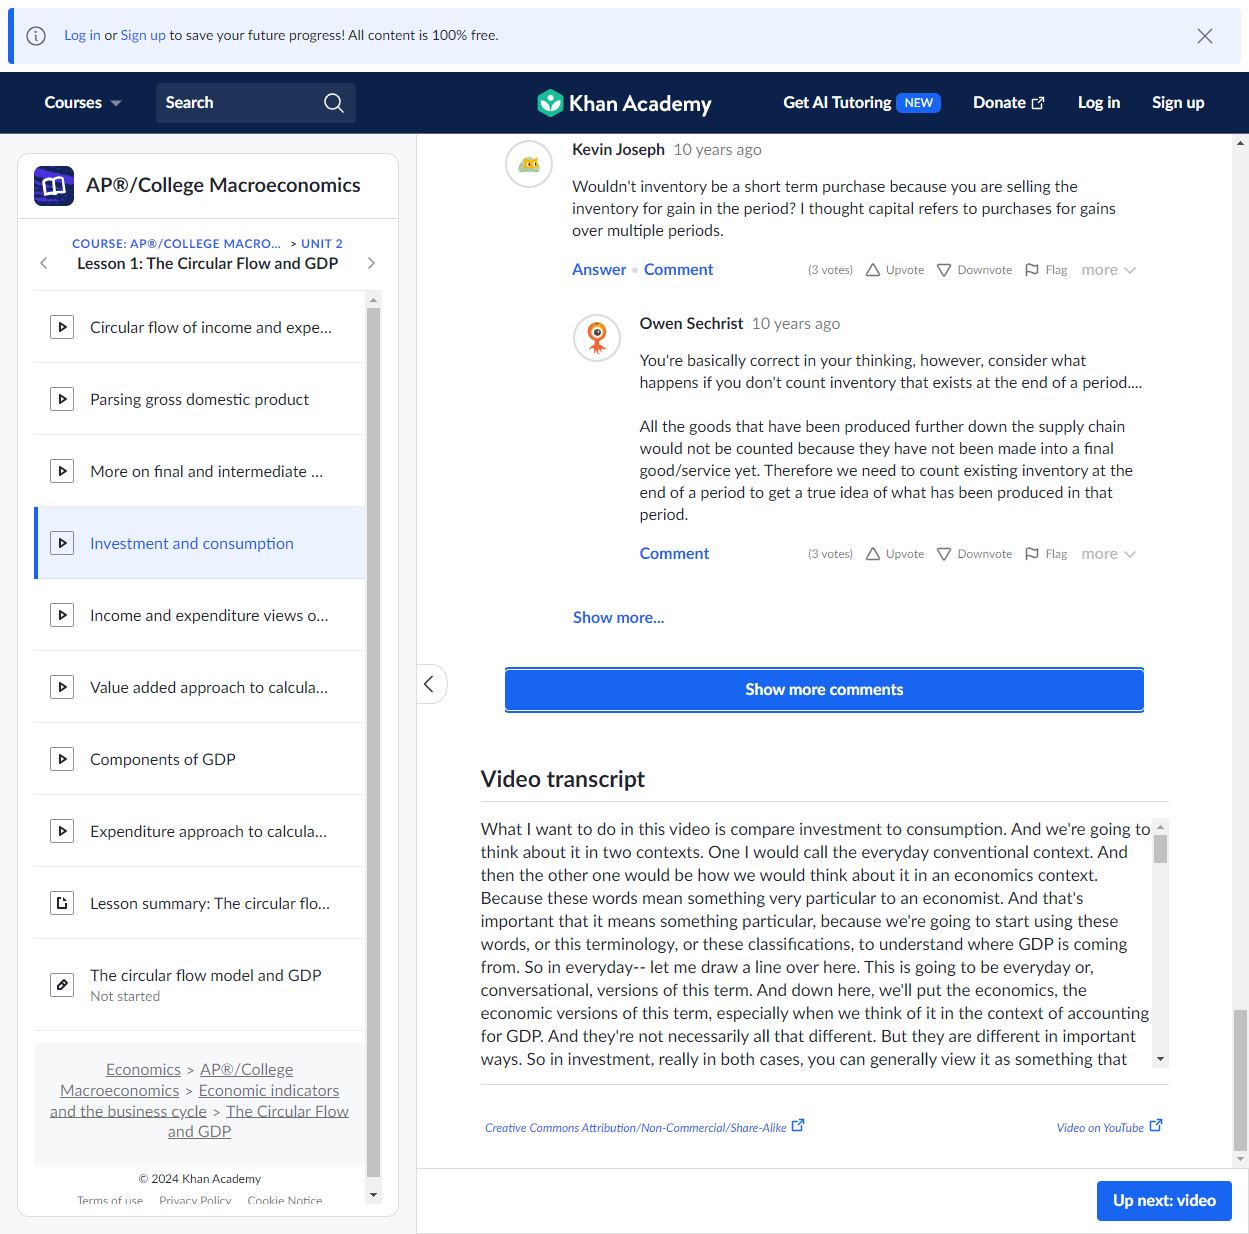 Log in or Sign up to save your future progress! All content is 100% free.
Courses
Search
Khan Academy
Get AI Tutoring NEW
Donate
Log in
Sign up
AP®/College Macroeconomics
COURSE: AP®/COLLEGE MACRO... > UNIT 2
Lesson 1: The Circular Flow and GDP
Circular flow of income and expe...
Parsing gross domestic product
More on final and intermediate ...
Investment and consumption
Income and expenditure views o...
Value added approach to calcula...
Components of GDP
Expenditure approach to calcula...
Lesson summary: The circular flo...
The circular flow model and GDP
Not started
Economics > AP®/College
Macroeconomics > Economic indicators
and the business cycle > The Circular Flow
and GDP
© 2024 Khan Academy
Terms of use Privacy Policy Cookie Notice
Kevin Joseph 10 years ago
Wouldn't inventory be a short term purchase because you are selling the
inventory for gain in the period? I thought capital refers to purchases for gains
over multiple periods.
Answer • Comment (3 votes) Upvote Downvote Flag more
Owen Sechrist 10 years ago
You're basically correct in your thinking, however, consider what
happens if you don't count inventory that exists at the end of a period....
All the goods that have been produced further down the supply chain
would not be counted because they have not been made into a final
good/service yet. Therefore we need to count existing inventory at the
end of a period to get a true idea of what has been produced in that
period.
Comment (3 votes) Upvote Downvote Flag more
Show more...
Show more comments
Video transcript
What I want to do in this video is compare investment to consumption. And we're going to
think about it in two contexts. One I would call the everyday conventional context. And
then the other one would be how we would think about it in an economics context.
Because these words mean something very particular to an economist. And that's
important that it means something particular, because we're going to start using these
words, or this terminology, or these classifications, to understand where GDP is coming
from. So in everyday-- let me draw a line over here. This is going to be everyday or,
conversational, versions of this term. And down here, we'll put the economics, the
economic versions of this term, especially when we think of it in the context of accounting
for GDP. And they're not necessarily all that different. But they are different in important
ways. So in investment, really in both cases, you can generally view it as something that
Creative Commons Attribution/Non-Commercial/Share-Alike
Video on YouTube
Up next: video